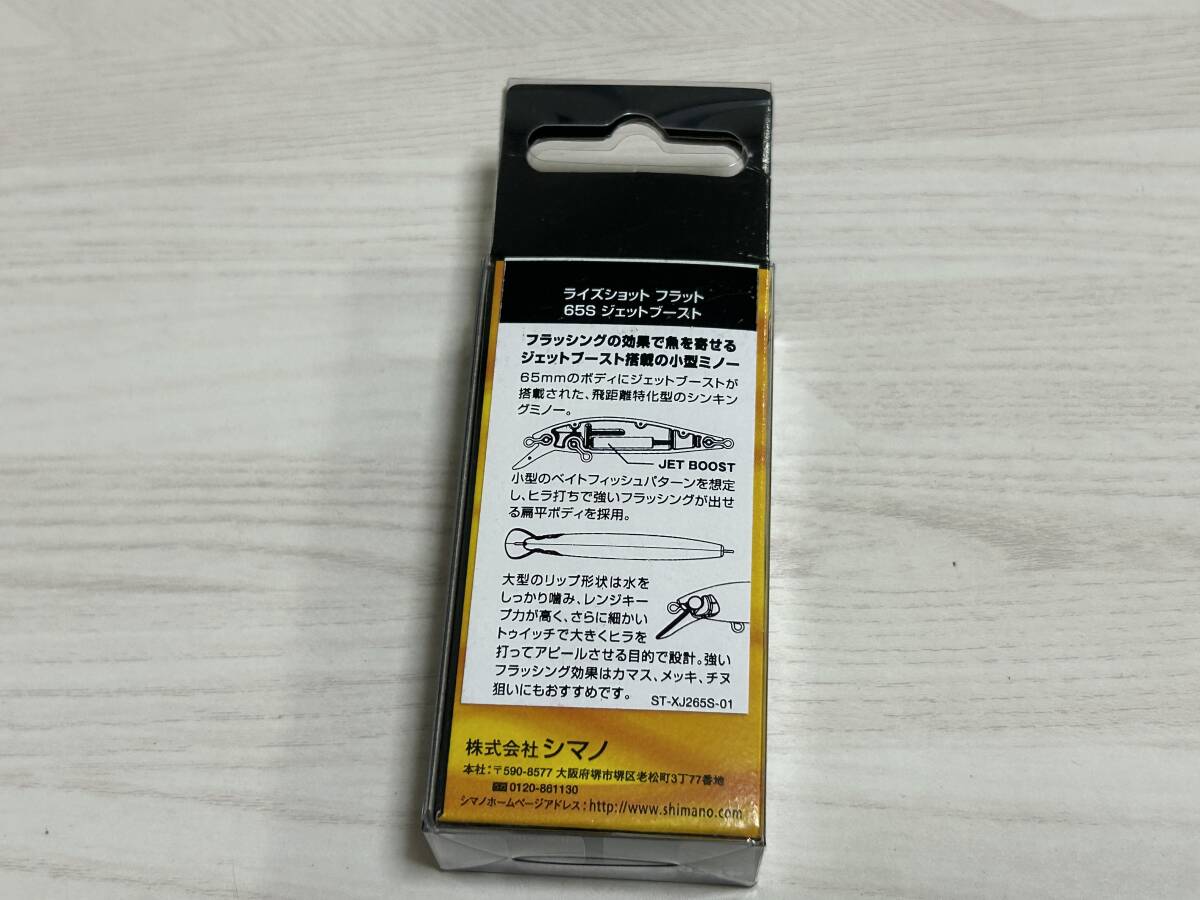 ライズショット フラット
65S ジェットブースト
フラッシングの効果で魚を寄せる
ジェットブースト搭載の小型ミノー
65mmのボディにジェットブーストが
搭載された、飛距離特化型のシンキン
グミノー。
JET BOOST
小型のベイトフィッシュパターンを想定
し、ヒラ打ちで強いフラッシングが出せ
る扁平ボディを採用。
大型のリップ形状は水を
しっかり噛み、レンジキー
プ力が高く、さらに細かい
トゥイッチで大きくヒラを
打ってアピールさせる目的で設計。強い
フラッシング効果はカマス、メッキ、チヌ
狙いにもおすすめです。
ST-XJ265S-01
株式会社 シマノ
本社:〒590-8577 大阪府堺市堺区老松町3丁77番地
0120-861130
シマノホームページアドレス:http://www.shimano.com